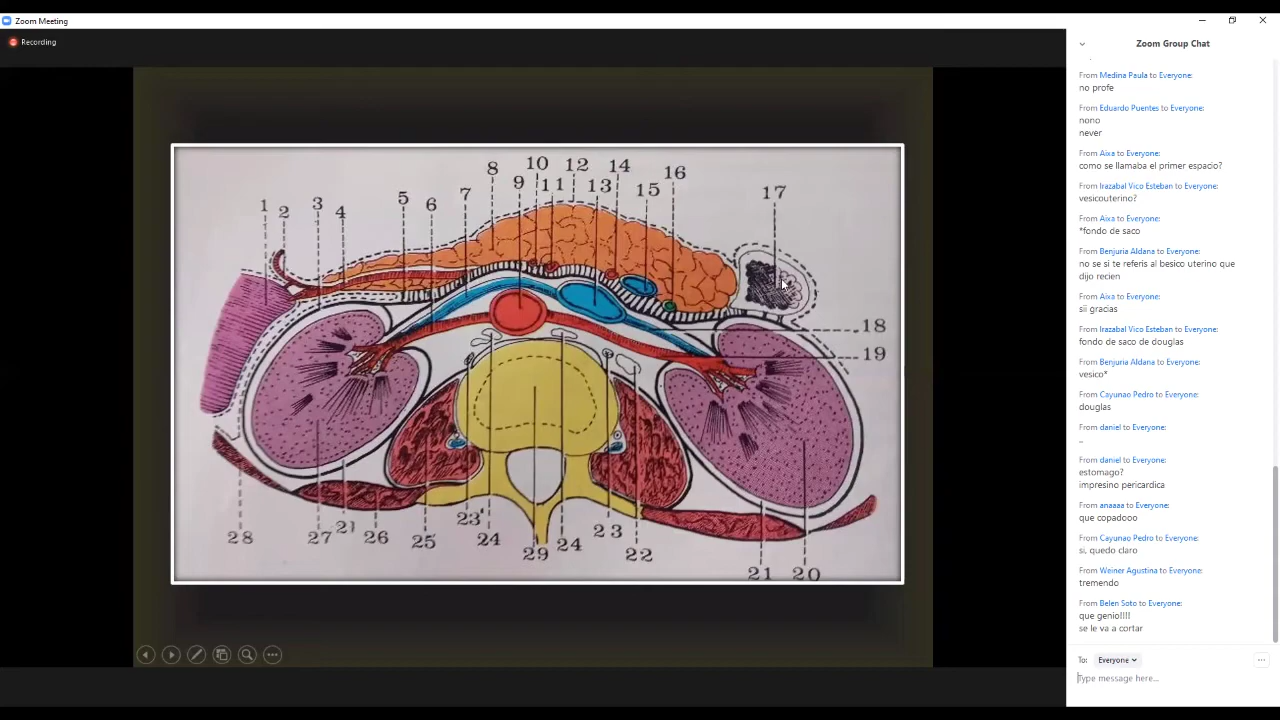 Zoom Meeting
Recording
8 10 12 14
9 11 13 16
1 2 3 4 5 6 7 15 17
18
19
28 27 21 26 25 23 24 29 24 23 22
21 20
Zoom Group Chat
From Medina Paula to Everyone:
no profe
From Eduardo Puentes to Everyone:
nono
never
From Aixa to Everyone:
como se llamaba el primer espacio?
From Irazabal Vico Esteban to Everyone:
vesicouterino?
From Aixa to Everyone:
*fondo de saco
From Benjuria Aldana to Everyone:
no se si te referis al besico uterino que
dijo recien
From Aixa to Everyone:
sii gracias
From Irazabal Vico Esteban to Everyone:
fondo de saco de douglas
From Benjuria Aldana to Everyone:
vesico*
From Cayunao Pedro to Everyone:
douglas
From daniel to Everyone:
From daniel to Everyone:
estomago?
impresino pericardica
From anaaaa to Everyone:
que copadooo
From Cayunao Pedro to Everyone:
si, quedo claro
From Weiner Agustina to Everyone:
tremendo
From Belen Soto to Everyone:
que genio!!!!
se le va a cortar
To: Everyone
Type message here...